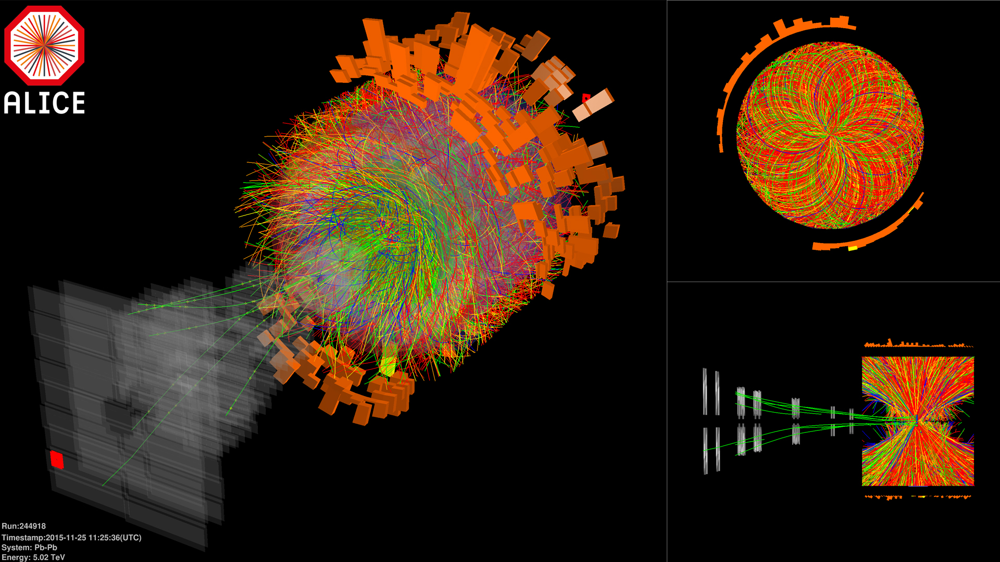 ALICE
Run:244918
Timestamp:2015-11-25 11:25:36(UTC)
System: Pb-Pb
Energy: 5.02 TeV